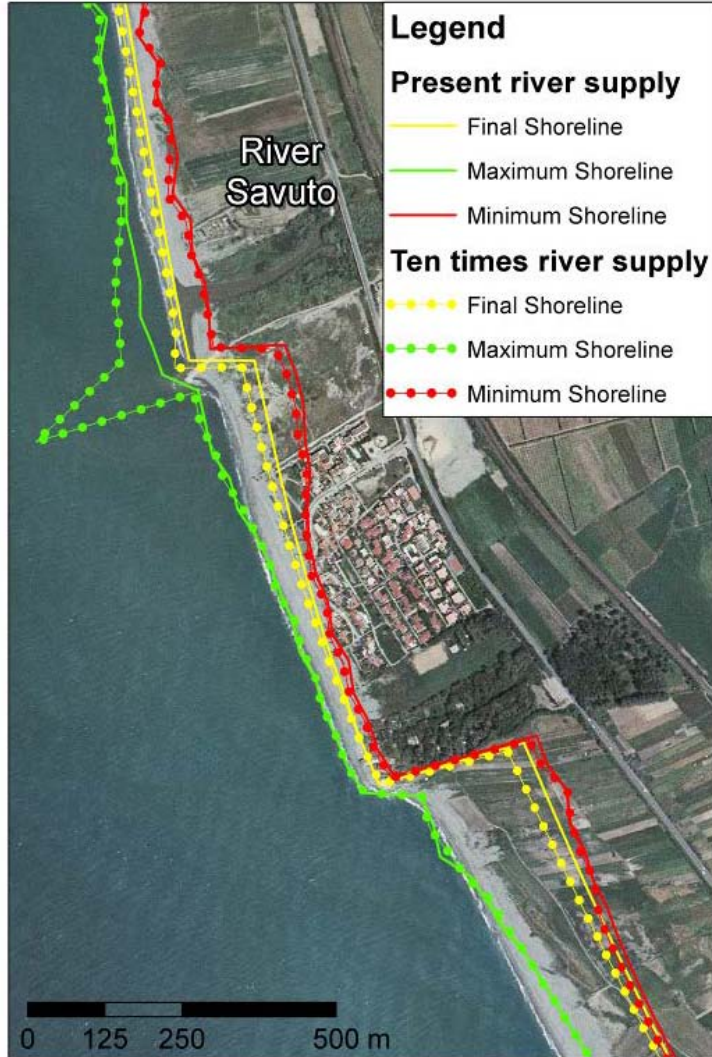 Legend
Present river supply
Final Shoreline
Maximum Shoreline
Minimum Shoreline
Ten times river supply
Final Shoreline
Maximum Shoreline
Minimum Shoreline
River
Savuto
0 125 250 500 m